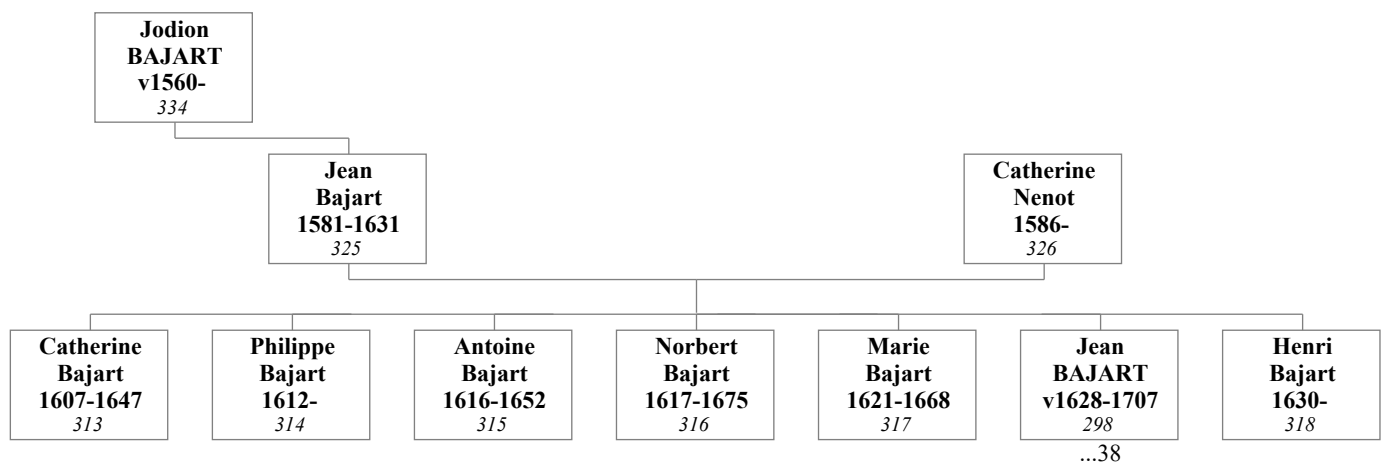 Jodion
BAJART
v1560-
334
Jean
Bajart
1581-1631
325
Catherine
Nenot
1586-
326
Catherine
Bajart
1607-1647
313
Philippe
Bajart
1612-
314
Antoine
Bajart
1616-1652
315
Norbert
Bajart
1617-1675
316
Marie
Bajart
1621-1668
317
Jean
BAJART
v1628-1707
298
...38
Henri
Bajart
1630-
318